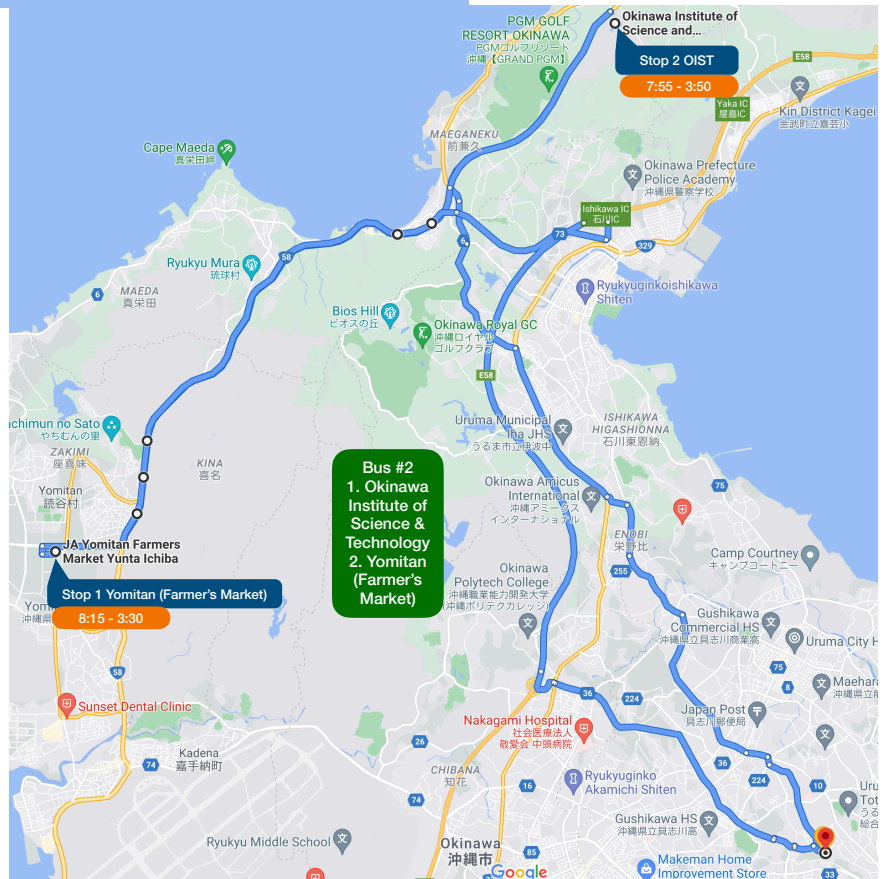 PGM GOLF
RESORT OKINAWA
PGMゴルフリゾート
沖縄【GRAND PGM】
Okinawa Institute of
Science and...
Stop 2 OIST
7:55 - 3:50
E58
Yaka IC
屋嘉IC
Kin District Kagei
金武町立嘉芸小
MAEGANEKU
前兼久
Cape Maeda
真栄田岬
Okinawa Prefecture
Police Academy
沖縄県警察学校
Ishikawa IC
石川IC
6
73
329
58
Ryukyu Mura
琉球村
MAEDA
真栄田
6
Ryukyuginkoishikawa
Shiten
Bios Hill
ビオスの丘
Okinawa Royal GC
沖縄ロイヤル
ゴルフクラブ
E58
achimun no Sato
やちむんの里
ZAKIMI
座喜味
KINA
喜名
Yomitan
読谷村
Uruma Municipal
Iha JHS
うるま市立伊波中
ISHIKAWA
HIGASHIONNA
石川東恩納
Bus #2
1. Okinawa
Institute of
Science &
Technology
2. Yomitan
(Farmer's
Market)
Okinawa Amicus
International
沖縄アミークス
インターナショナル
75
ENOBI
栄野比
JA Yomitan Farmers
Market Yunta Ichiba
Stop 1 Yomitan (Farmer's Market)
8:15 - 3:30
Yom
沖縄県
Okinawa
Polytech College
沖縄職業能力開発大学
(沖縄ポリテクカレッジ)
255
Camp Courtney
キャンプコートニー
Gushikawa
Commercial HS
沖縄県立具志川商業高
Uruma City H
75
8
Maehara
沖縄県立前
58
Sunset Dental Clinic
36
224
Japan Post
具志川郵便局
Nakagami Hospital
社会医療法人
敬愛会 中頭病院
26
Kadena
嘉手納町
74
CHIBANA
知花
74
16
Ryukyuginko
Akamichi Shiten
36
224
10
Uru
Tot
うる
総合
Gushikawa HS
沖縄県立具志川高
Ryukyu Middle School
Okinawa
沖縄市
85
Makeman Home
Improvement Store
33
Google